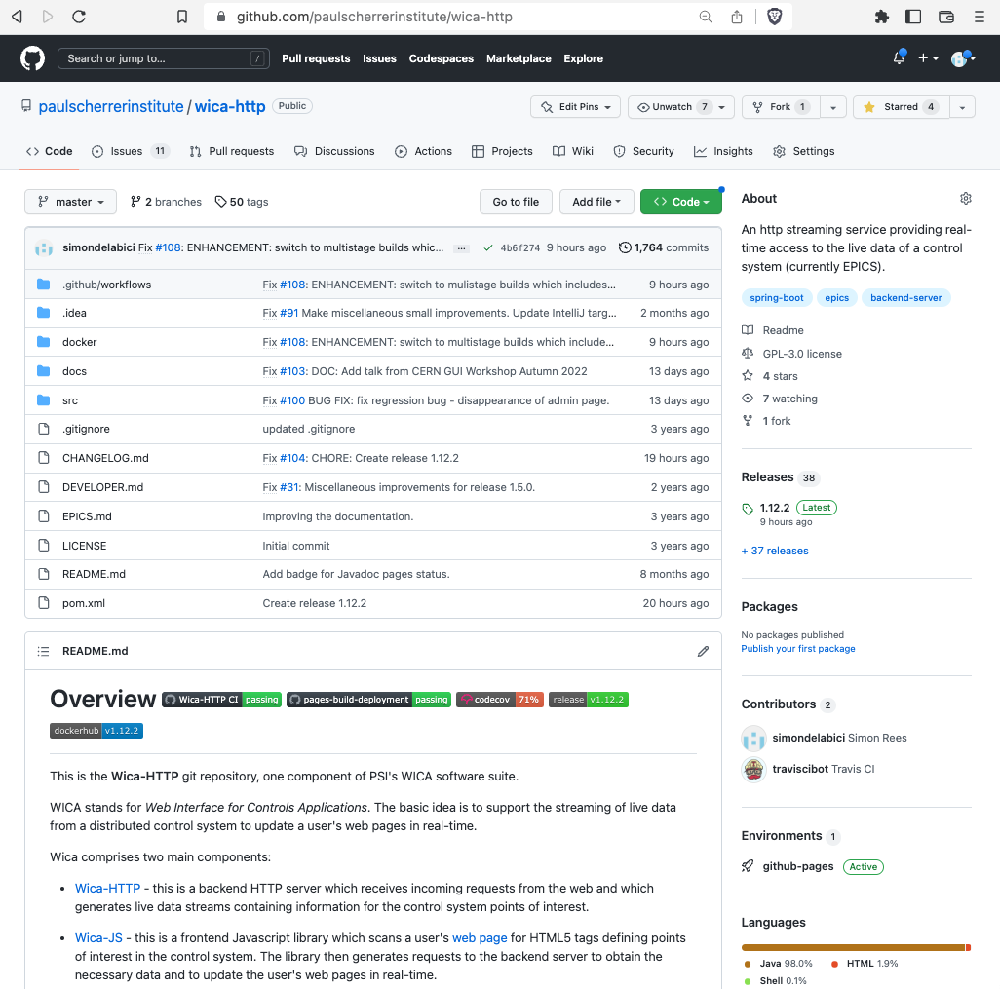 github.com/paulscherrerinstitute/wica-http
Search or jump to... /
Pull requests Issues Codespaces Marketplace Explore
paulscherrerinstitute / wica-http Public
Edit Pins Unwatch 7 Fork 1 Starred 4
Code Issues 11 Pull requests Discussions Actions Projects Wiki Security Insights Settings
master 2 branches 50 tags Go to file Add file Code
simondelabici Fix #108: ENHANCEMENT: switch to multistage builds whic... ... 4b6f274 9 hours ago 1,764 commits
.github/workflows Fix #108: ENHANCEMENT: switch to mulistage builds which includes... 9 hours ago
.idea Fix #91 Make miscellaneous small improvements. Update IntelliJ targ... 2 months ago
docker Fix #108: ENHANCEMENT: switch to multistage builds which include... 9 hours ago
docs Fix #103: DOC: Add talk from CERN GUI Workshop Autumn 2022 13 days ago
src Fix #100 BUG FIX: fix regression bug - disappearance of admin page. 13 days ago
.gitignore updated .gitignore 3 years ago
CHANGELOG.md Fix #104: CHORE: Create release 1.12.2 19 hours ago
DEVELOPER.md Fix #31: Miscellaneous improvements for release 1.5.0. 2 years ago
EPICS.md Improving the documentation. 3 years ago
LICENSE Initial commit 3 years ago
README.md Add badge for Javadoc pages status. 8 months ago
pom.xml Create release 1.12.2 20 hours ago
README.md
Overview Wica-HTTP CI passing pages-build-deployment passing codecov 71% release v1.12.2
dockerhub v1.12.2
This is the Wica-HTTP git repository, one component of PSI's WICA software suite.
WICA stands for Web Interface for Controls Applications. The basic idea is to support the streaming of live data
from a distributed control system to update a user's web pages in real-time.
Wica comprises two main components:
• Wica-HTTP - this is a backend HTTP server which receives incoming requests from the web and which
generates live data streams containing information for the control system points of interest.
• Wica-JS - this is a frontend Javascript library which scans a user's web page for HTML5 tags defining points
of interest in the control system. The library then generates requests to the backend server to obtain the
necessary data and to update the user's web pages in real-time.
About
An http streaming service providing real-
time access to the live data of a control
system (currently EPICS).
spring-boot epics backend-server
Readme
GPL-3.0 license
4 stars
7 watching
1 fork
Releases 38
1.12.2 Latest
9 hours ago
+ 37 releases
Packages
No packages published
Publish your first package
Contributors 2
simondelabici Simon Rees
traviscibot Travis CI
Environments 1
github-pages Active
Languages
Java 98.0% HTML 1.9%
Shell 0.1%